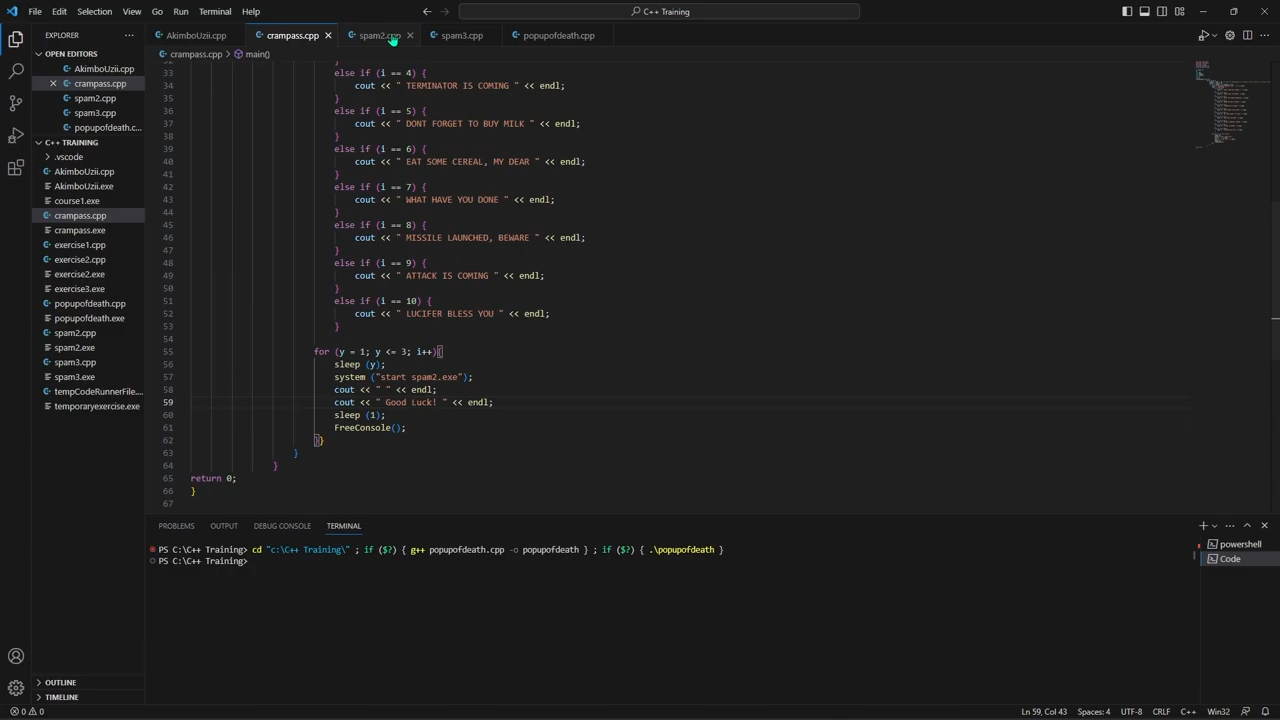 File Edit Selection View Go Run Terminal Help
C++ Training
EXPLORER
AkimboUzii.cpp crampass.cpp spam2.cpp spam3.cpp popupofdeath.cpp
crampass.cpp > main()
OPEN EDITORS
AkimboUzii.cpp
crampass.cpp
spam2.cpp
spam3.cpp
popupofdeath.c...
C++ TRAINING
.vscode
AkimboUzii.cpp
AkimboUzii.exe
course1.exe
crampass.cpp
crampass.exe
exercise1.cpp
exercise2.cpp
exercise2.exe
exercise3.exe
popupofdeath.cpp
popupofdeath.exe
spam2.cpp
spam2.exe
spam3.cpp
spam3.exe
tempCodeRunnerFile....
temporaryexercise.exe
OUTLINE
TIMELINE
32 }
33 else if (i == 4) {
34 cout << " TERMINATOR IS COMING " << endl;
35 }
36 else if (i == 5) {
37 cout << " DONT FORGET TO BUY MILK " << endl;
38 }
39 else if (i == 6) {
40 cout << " EAT SOME CEREAL, MY DEAR " << endl;
41 }
42 else if (i == 7) {
43 cout << " WHAT HAVE YOU DONE " << endl;
44 }
45 else if (i == 8) {
46 cout << " MISSILE LAUNCHED, BEWARE " << endl;
47 }
48 else if (i == 9) {
49 cout << " ATTACK IS COMING " << endl;
50 }
51 else if (i == 10) {
52 cout << " LUCIFER BLESS YOU " << endl;
53 }
54
55 for (y = 1; y <= 3; i++){
56 sleep (y);
57 system ("start spam2.exe");
58 cout << " " << endl;
59 cout << " Good Luck! " << endl;
60 sleep (1);
61 FreeConsole();
62 }}
63 }
64 }
65 return 0;
66 }
67
PROBLEMS OUTPUT DEBUG CONSOLE TERMINAL
PS C:\C++ Training> cd "c:\C++ Training\" ; if ($?) { g++ popupofdeath.cpp -o popupofdeath } ; if ($?) { .\popupofdeath }
PS C:\C++ Training>
powershell
Code
0 0 Ln 59, Col 43 Spaces: 4 UTF-8 CRLF C++ Win32